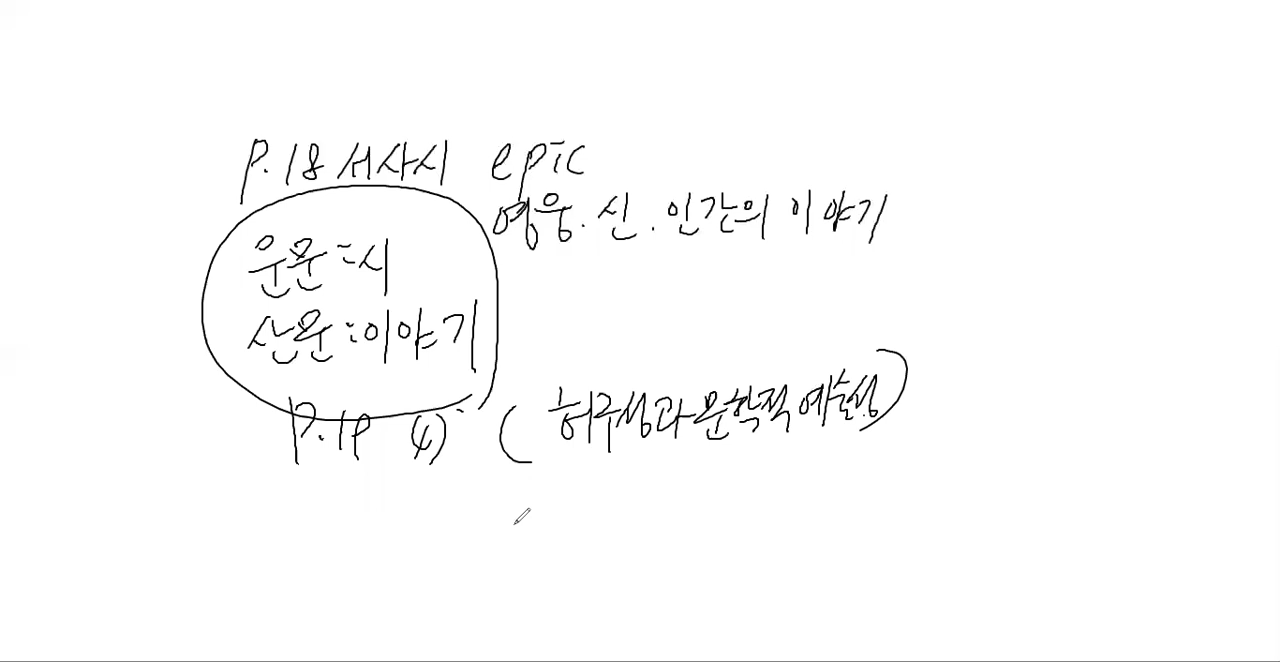 P.18 서사시 epic
영웅. 신. 인간의 이야기
운문 = 시
산문 = 이야기
P.19 (4) (허구성과 문학적 예술성)